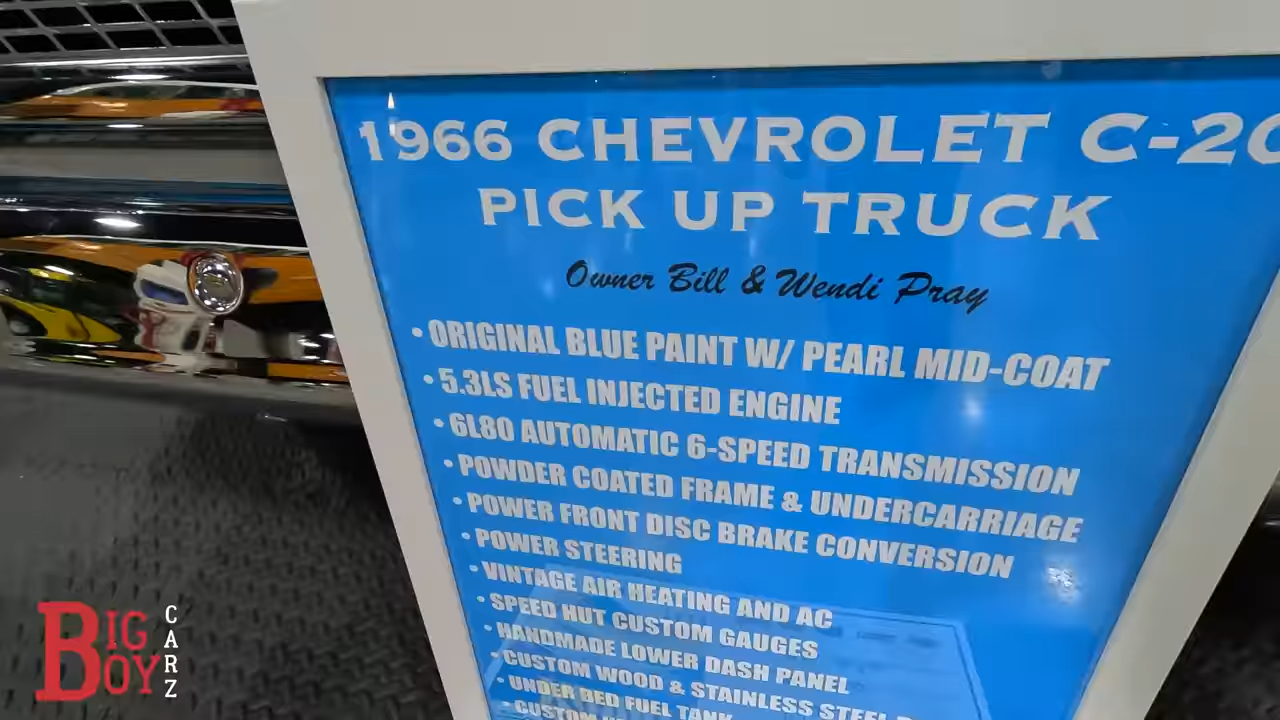 1966 CHEVROLET C-20
PICK UP TRUCK
Owner Bill & Wendi Pray
• ORIGINAL BLUE PAINT W/ PEARL MID-COAT
• 5.3LS FUEL INJECTED ENGINE
• 6L80 AUTOMATIC 6-SPEED TRANSMISSION
• POWDER COATED FRAME & UNDERCARRIAGE
• POWER FRONT DISC BRAKE CONVERSION
• POWER STEERING
• VINTAGE AIR HEATING AND AC
• SPEED HUT CUSTOM GAUGES
• HANDMADE LOWER DASH PANEL
• CUSTOM WOOD & STAINLESS STEEL
• UNDER BED FUEL TANK
• CUSTOM
BIG BOY CARZ